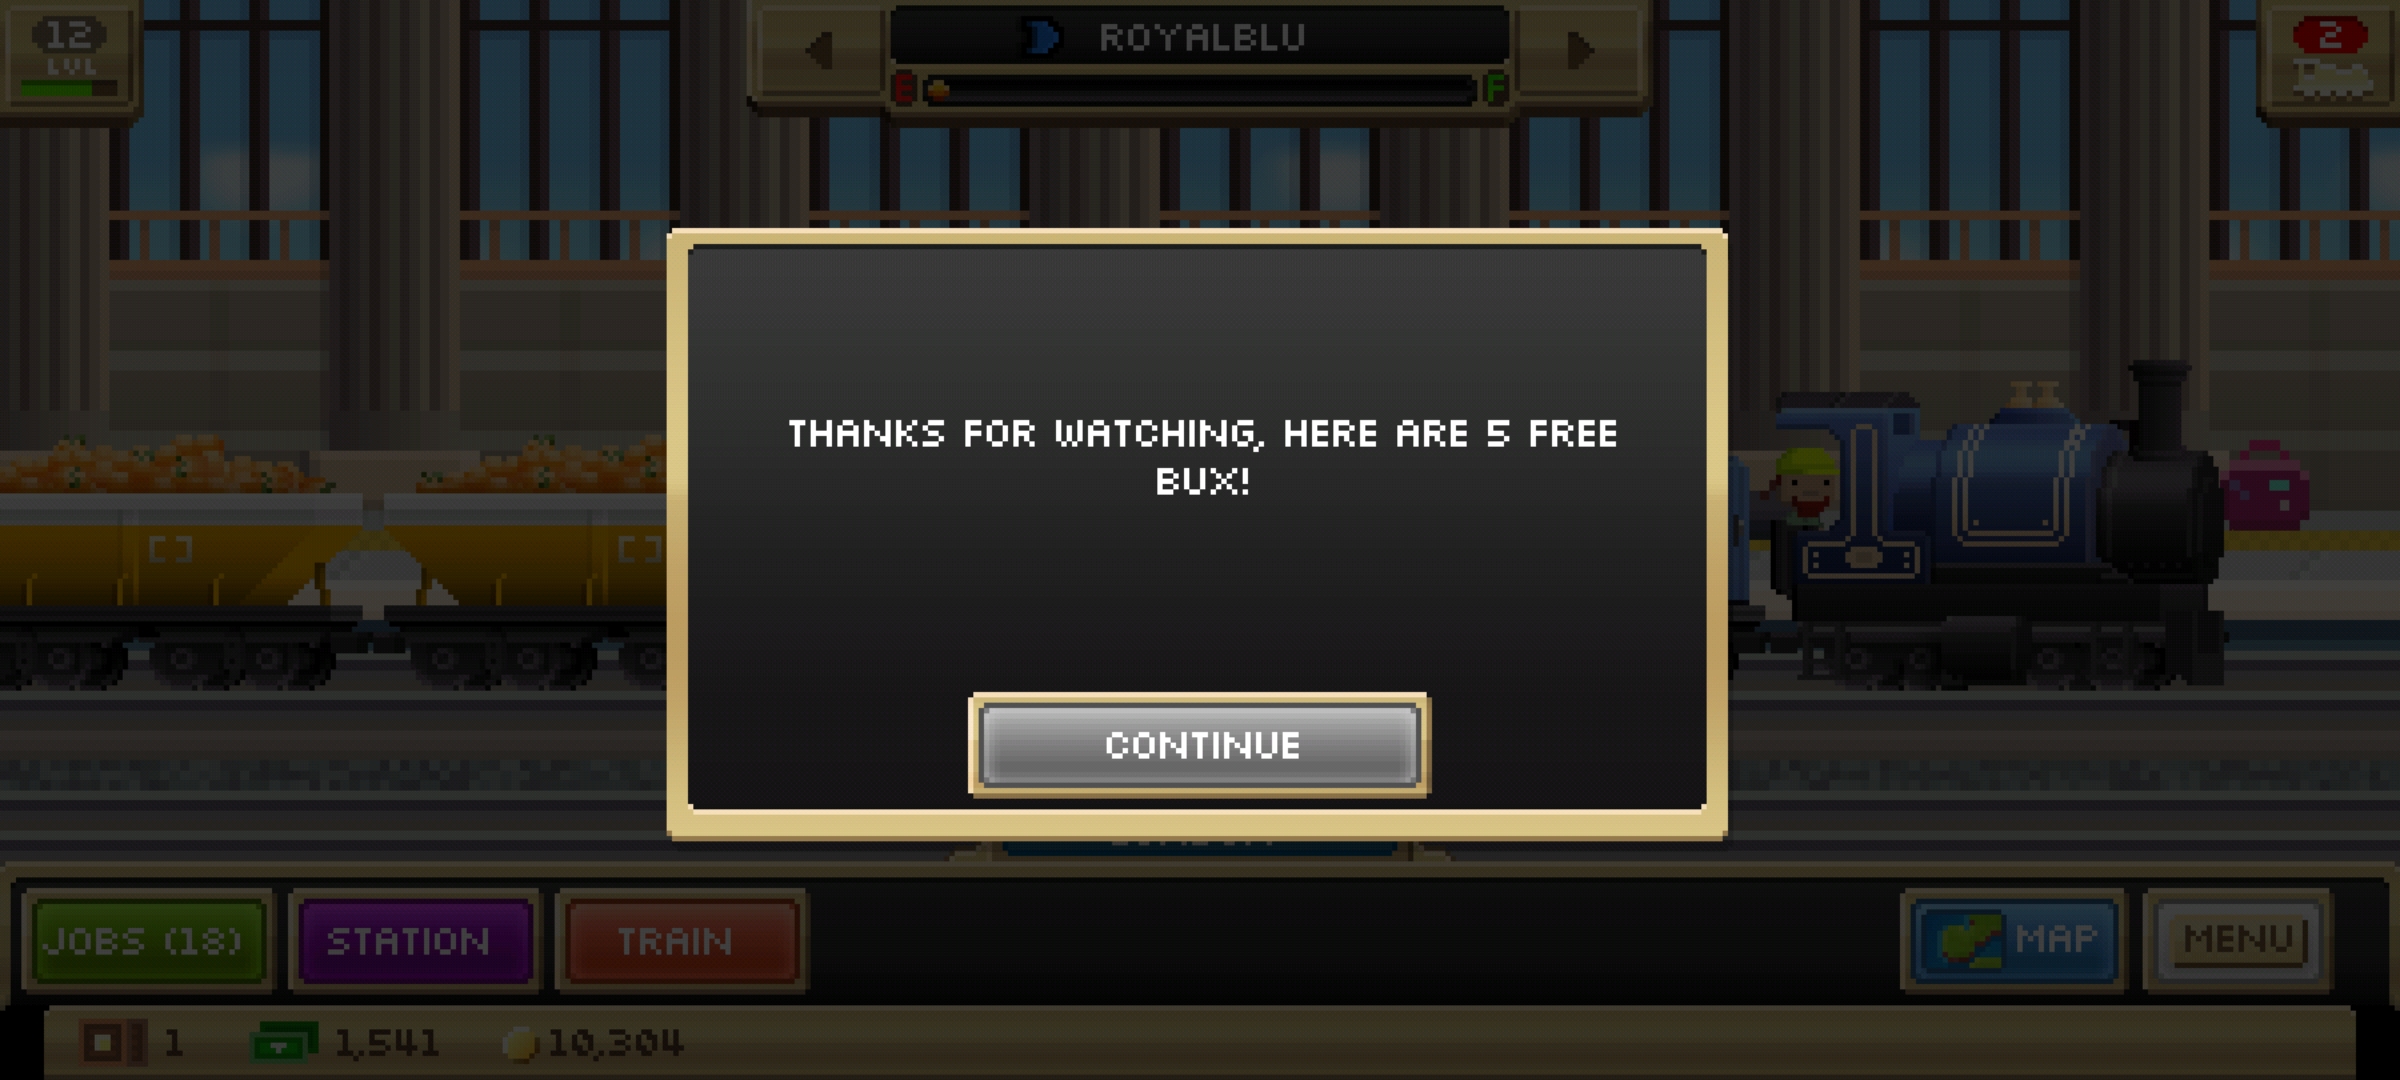 12
LVL
ROYALBLU
E
F
2
THANKS FOR WATCHING, HERE ARE 5 FREE
BUX!
CONTINUE
JOBS (18)
STATION
TRAIN
MAP
MENU
1
1,541
10,304